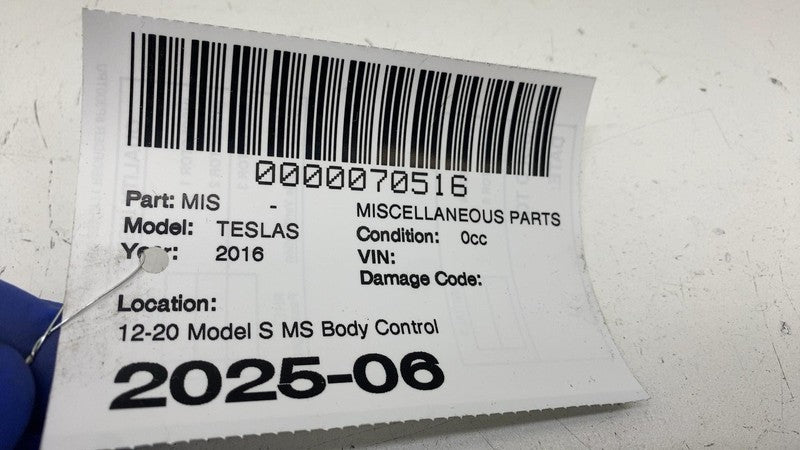 0000070516
Part: MIS - MISCELLANEOUS PARTS
Model: TESLAS Condition: 0cc
Year: 2016 VIN:
Damage Code:
Location:
12-20 Model S MS Body Control
2025-06